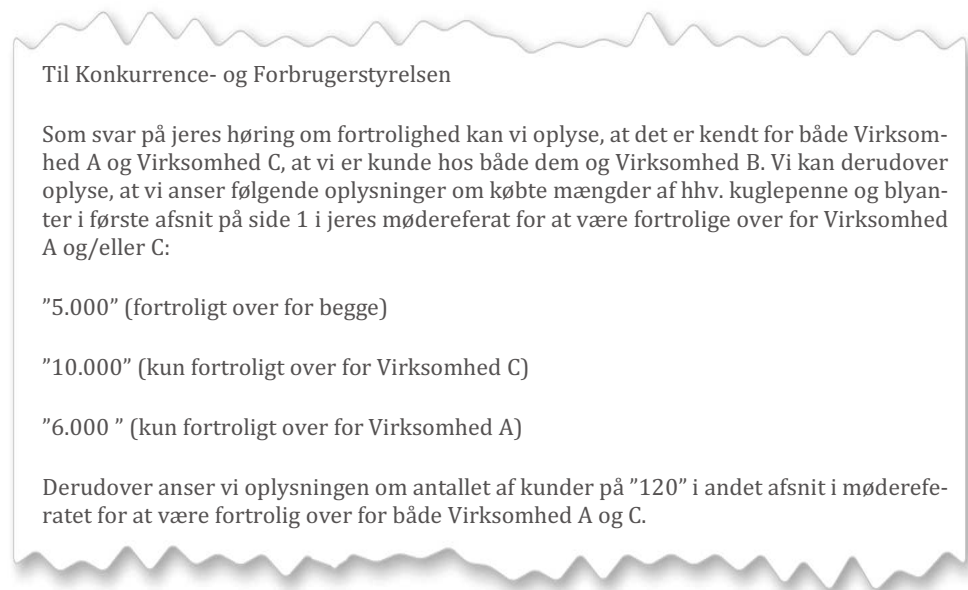 Til Konkurrence- og Forbrugerstyrelsen
Som svar på jeres høring om fortrolighed kan vi oplyse, at det er kendt for både Virksom-
hed A og Virksomhed C, at vi er kunde hos både dem og Virksomhed B. Vi kan derudover
oplyse, at vi anser følgende oplysninger om købte mængder af hhv. kuglepenne og blyan-
ter i første afsnit på side 1 i jeres mødereferat for at være fortrolige over for Virksomhed
A og/eller C:
”5.000” (fortroligt over for begge)
”10.000” (kun fortroligt over for Virksomhed C)
”6.000 ” (kun fortroligt over for Virksomhed A)
Derudover anser vi oplysningen om antallet af kunder på ”120” i andet afsnit i møderefe-
ratet for at være fortrolig over for både Virksomhed A og C.